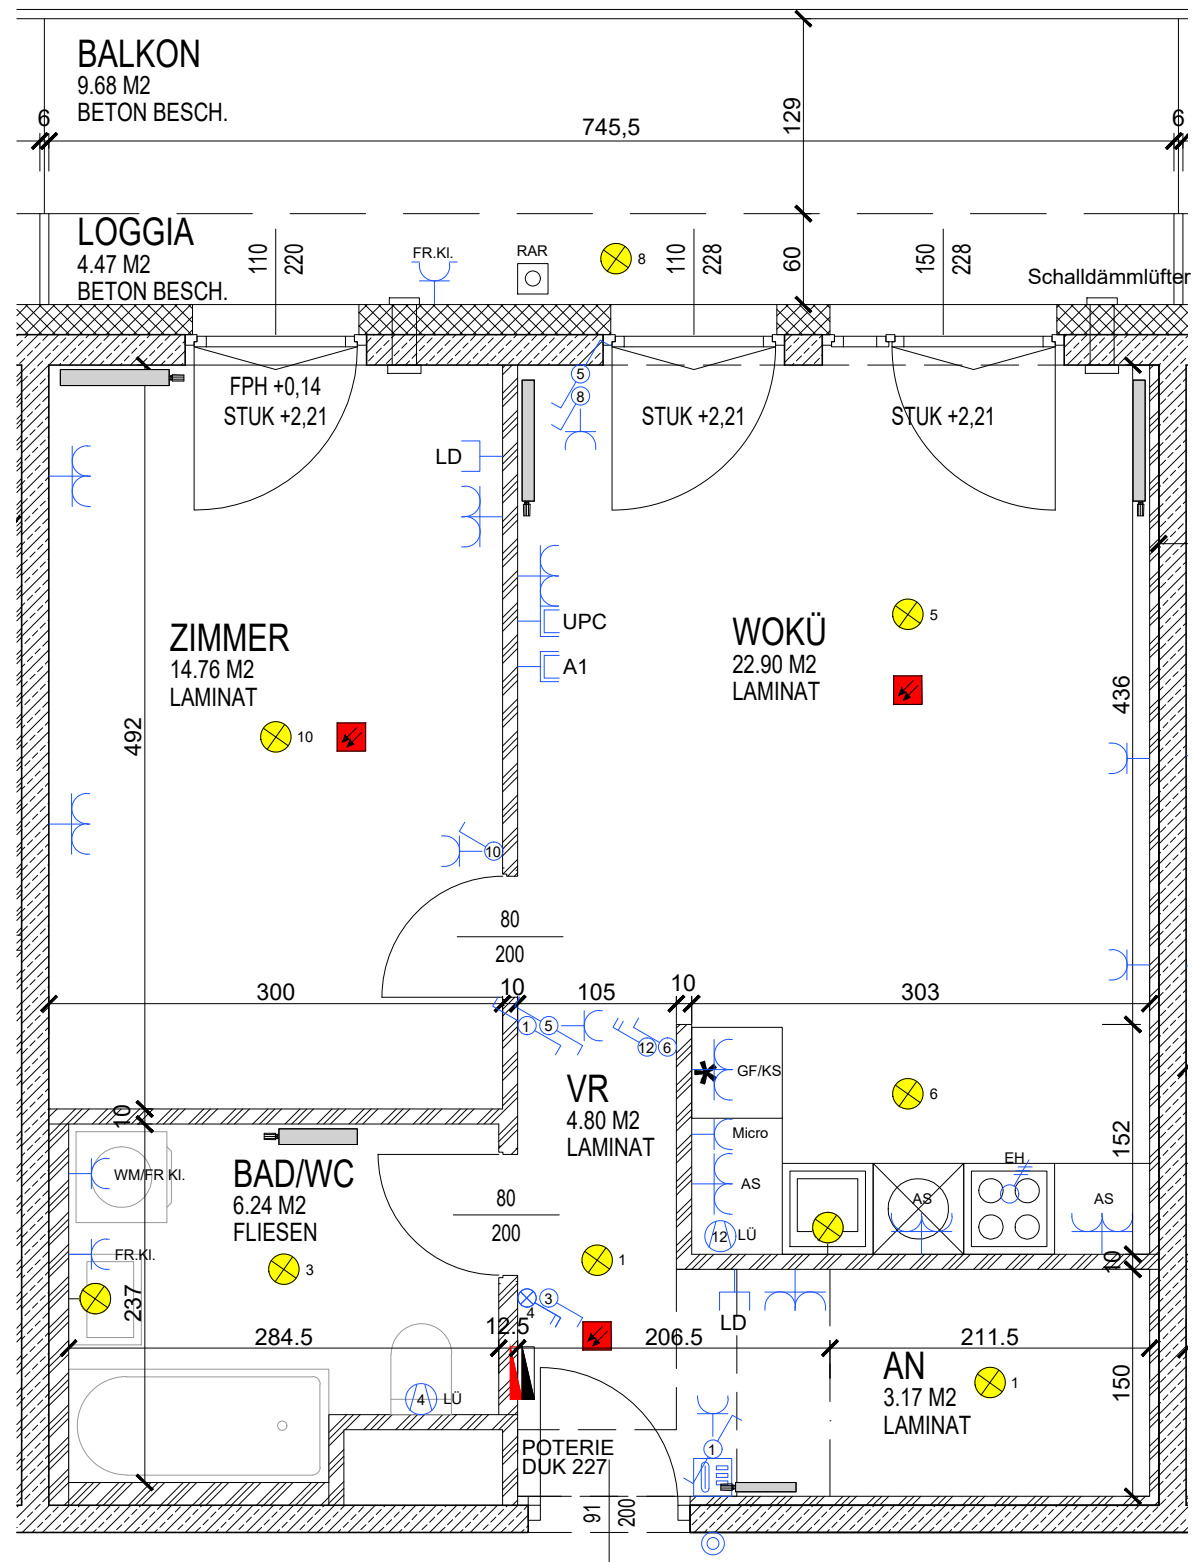 BALKON
9.68 M2
BETON BESCH.
6
745,5
129
6
LOGGIA
4.47 M2
BETON BESCH.
110
220
FR.Kl.
RAR
8
110
228
60
150
228
Schalldämmlüfter
FPH +0,14
STUK +2,21
5
8
STUK +2,21
STUK +2,21
LD
UPC
A1
ZIMMER
14.76 M2
LAMINAT
WOKÜ
22.90 M2
LAMINAT
5
436
492
10
10
80
200
300
10
105
10
303
1
5
12
6
VR
4.80 M2
LAMINAT
*
GF/KS
6
10
Micro
152
EH
WM/FR.Kl.
BAD/WC
6.24 M2
FLIESEN
80
200
AS
AS
AS
12
LÜ
FR.Kl.
3
1
10
237
4
3
LD
284.5
12.5
206.5
211.5
AN
3.17 M2
LAMINAT
1
150
4
LÜ
POTERIE
DUK 227
1
91
200